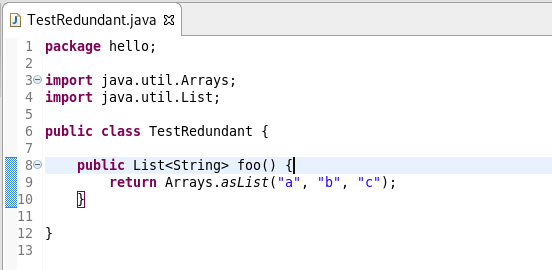 TestRedundant.java
1 package hello;
2
3 import java.util.Arrays;
4 import java.util.List;
5
6 public class TestRedundant {
7
8     public List<String> foo() {
9         return Arrays.asList("a", "b", "c");
10     }
11
12 }
13